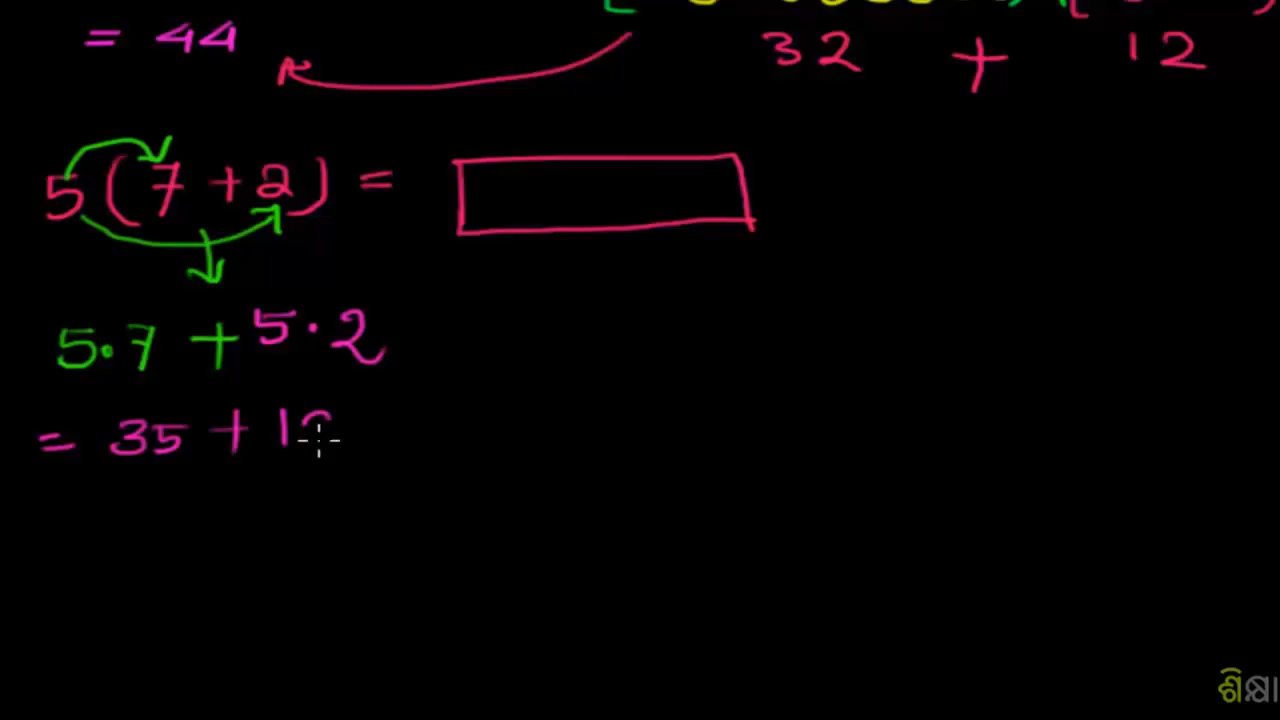 = 44
32 + 12
5(7+2) =
5.7 + 5.2
= 35 + 1
ଶିକ୍ଷା